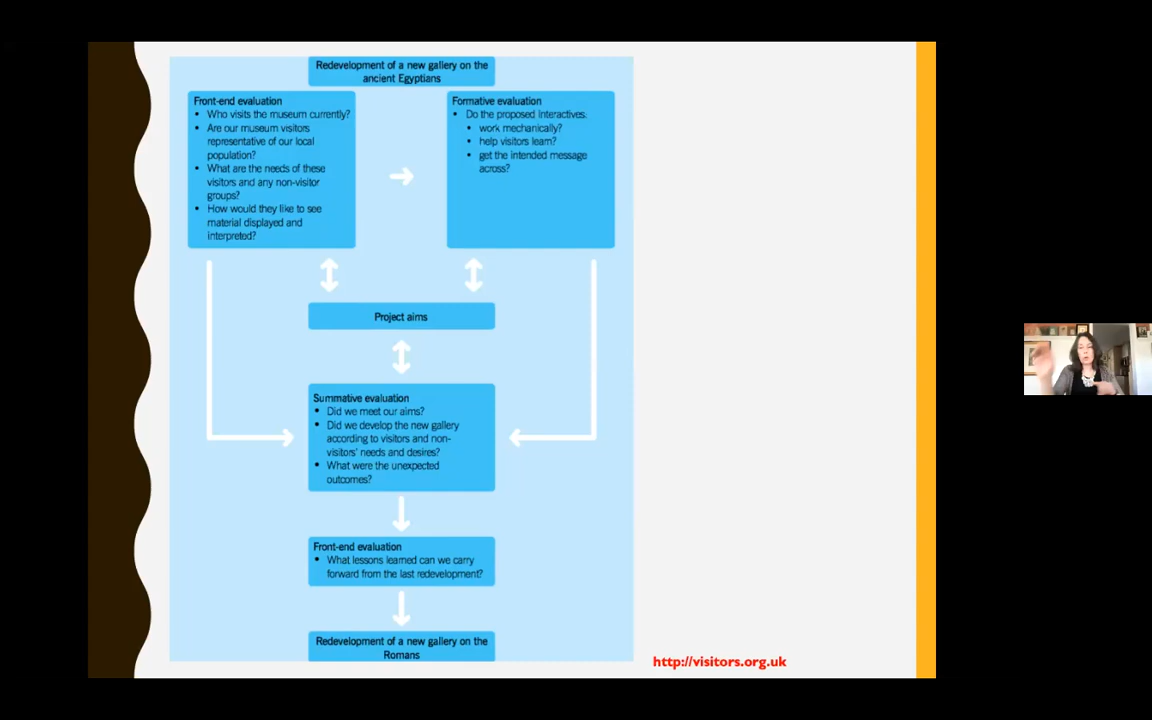 Redevelopment of a new gallery on the
ancient Egyptians
Front-end evaluation
• Who visits the museum currently?
• Are our museum visitors
representative of our local
population?
• What are the needs of these
visitors and any non-visitor
groups?
• How would they like to see
material displayed and
interpreted?
Formative evaluation
• Do the proposed Interactives.
• work mechanically?
• help visitors learn?
• get the intended message
across?
Project aims
Summative evaluation
• Did we meet our aims?
• Did we develop the new gallery
according to visitors and non-
visitors' needs and desires?
• What were the unexpected
outcomes?
Front-end evaluation
• What lessons learned can we carry
forward from the last redevelopment?
Redevelopment of a new gallery on the
Romans
http://visitors.org.uk